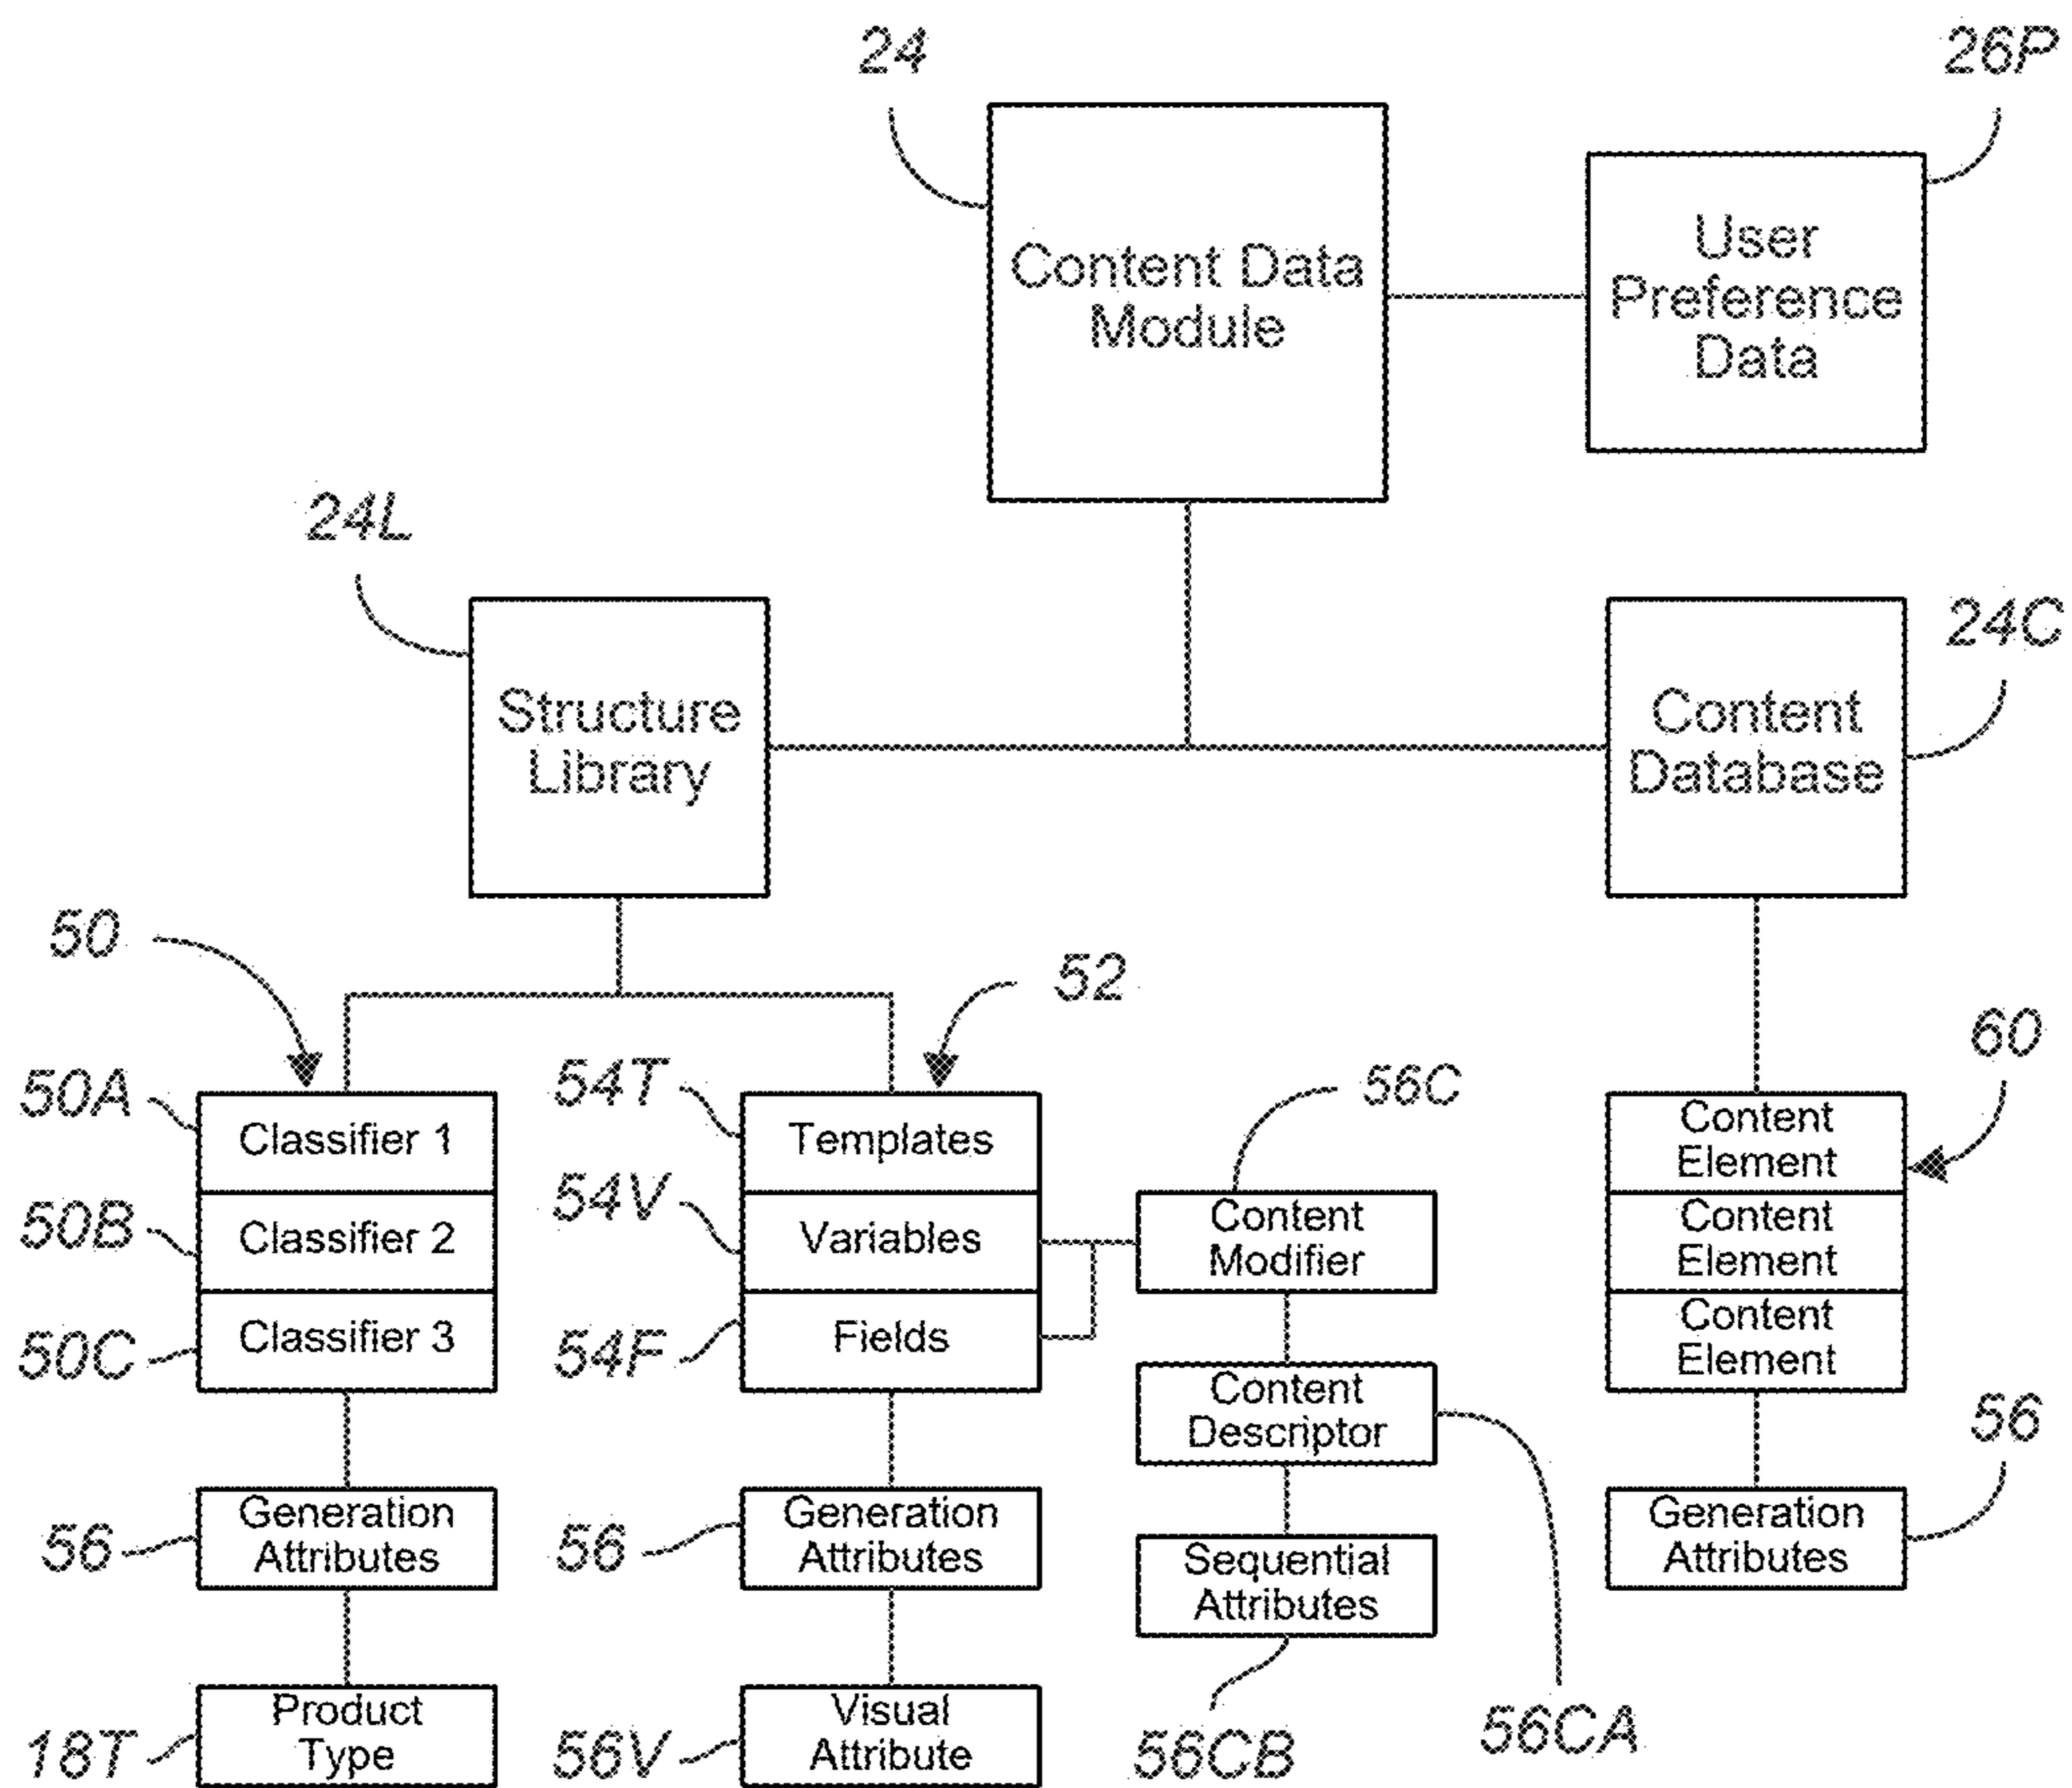 24
26P
Content Data
Module
User
Preference
Data
24L
24C
Structure
Library
Content
Database
50
52
60
50A
54T
56C
Classifier 1
Templates
Content
Element
50B
54V
Classifier 2
Variables
Content
Modifier
Content
Element
50C
54F
Classifier 3
Fields
Content
Element
Content
Descriptor
56
Generation
Attributes
56
Generation
Attributes
Sequential
Attributes
Generation
Attributes
56
18T
Product
Type
56V
Visual
Attribute
56CB
56CA